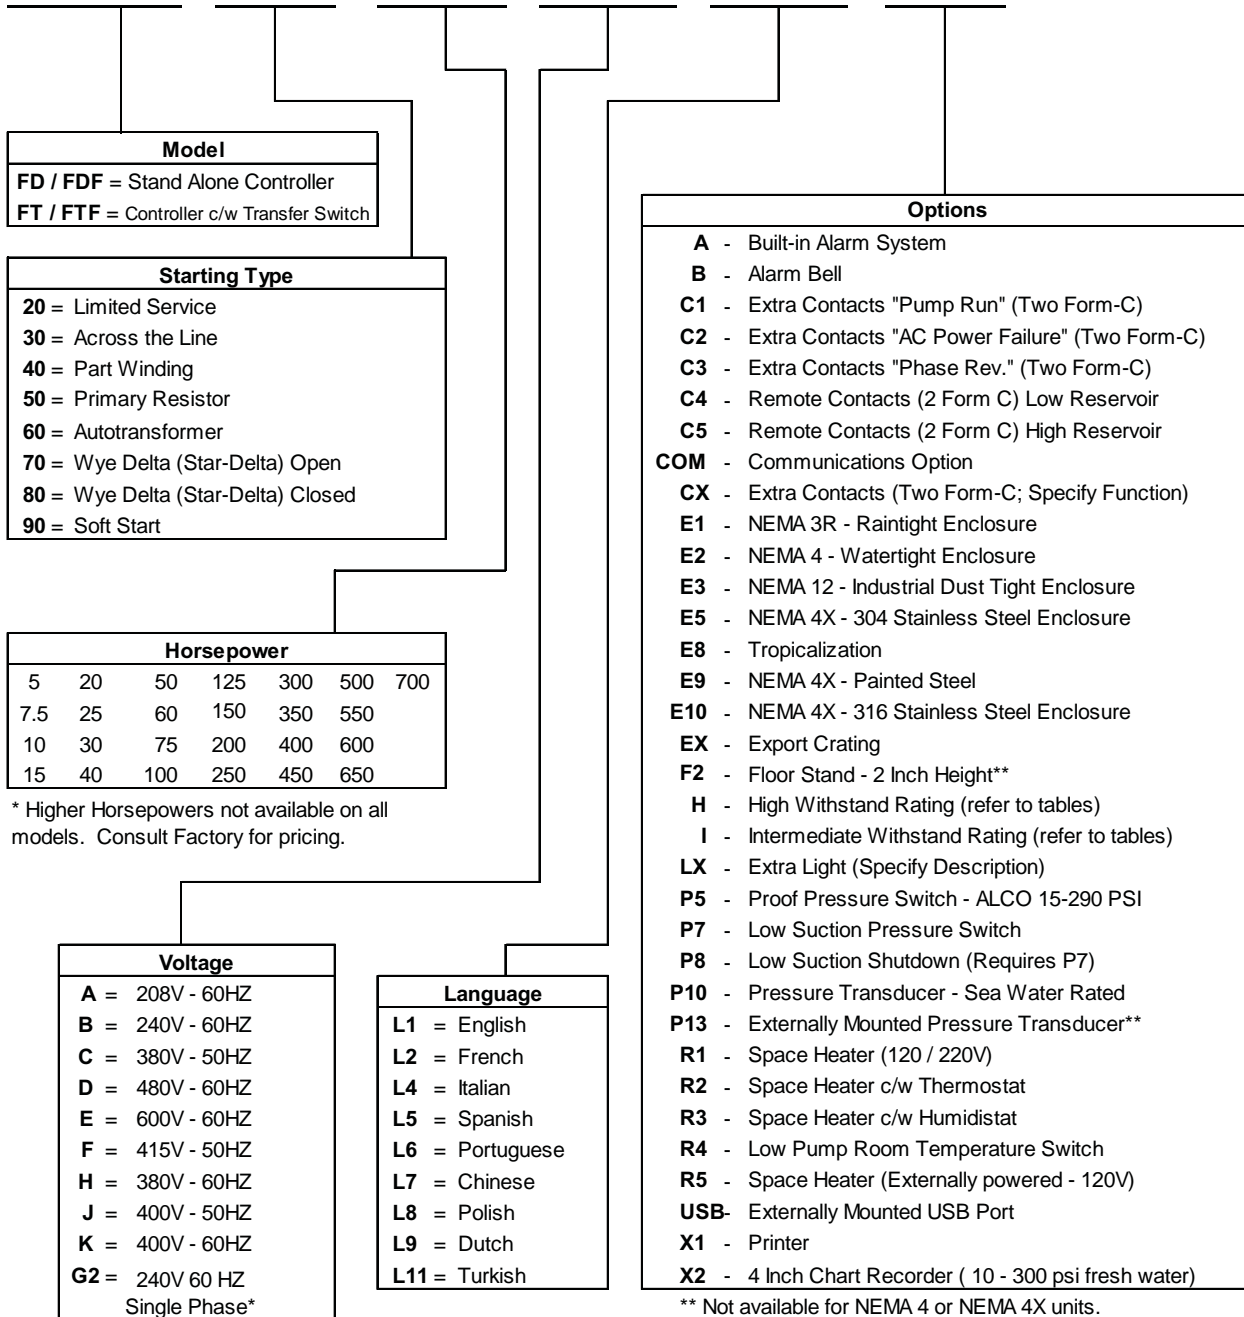 Model
FD / FDF = Stand Alone Controller
FT / FTF = Controller c/w Transfer Switch
Starting Type
20 = Limited Service
30 = Across the Line
40 = Part Winding
50 = Primary Resistor
60 = Autotransformer
70 = Wye Delta (Star-Delta) Open
80 = Wye Delta (Star-Delta) Closed
90 = Soft Start
Horsepower
5 20 50 125 300 500 700
7.5 25 60 150 350 550
10 30 75 200 400 600
15 40 100 250 450 650
* Higher Horsepowers not available on all
models. Consult Factory for pricing.
Voltage
A = 208V - 60HZ
B = 240V - 60HZ
C = 380V - 50HZ
D = 480V - 60HZ
E = 600V - 60HZ
F = 415V - 50HZ
H = 380V - 60HZ
J = 400V - 50HZ
K = 400V - 60HZ
G2 = 240V 60 HZ
Single Phase*
Language
L1 = English
L2 = French
L4 = Italian
L5 = Spanish
L6 = Portuguese
L7 = Chinese
L8 = Polish
L9 = Dutch
L11 = Turkish
Options
A - Built-in Alarm System
B - Alarm Bell
C1 - Extra Contacts "Pump Run" (Two Form-C)
C2 - Extra Contacts "AC Power Failure" (Two Form-C)
C3 - Extra Contacts "Phase Rev." (Two Form-C)
C4 - Remote Contacts (2 Form C) Low Reservoir
C5 - Remote Contacts (2 Form C) High Reservoir
COM - Communications Option
CX - Extra Contacts (Two Form-C; Specify Function)
E1 - NEMA 3R - Raintight Enclosure
E2 - NEMA 4 - Watertight Enclosure
E3 - NEMA 12 - Industrial Dust Tight Enclosure
E5 - NEMA 4X - 304 Stainless Steel Enclosure
E8 - Tropicalization
E9 - NEMA 4X - Painted Steel
E10 - NEMA 4X - 316 Stainless Steel Enclosure
EX - Export Crating
F2 - Floor Stand - 2 Inch Height**
H - High Withstand Rating (refer to tables)
I - Intermediate Withstand Rating (refer to tables)
LX - Extra Light (Specify Description)
P5 - Proof Pressure Switch - ALCO 15-290 PSI
P7 - Low Suction Pressure Switch
P8 - Low Suction Shutdown (Requires P7)
P10 - Pressure Transducer - Sea Water Rated
P13 - Externally Mounted Pressure Transducer**
R1 - Space Heater (120 / 220V)
R2 - Space Heater c/w Thermostat
R3 - Space Heater c/w Humidistat
R4 - Low Pump Room Temperature Switch
R5 - Space Heater (Externally powered - 120V)
USB- Externally Mounted USB Port
X1 - Printer
X2 - 4 Inch Chart Recorder ( 10 - 300 psi fresh water)
** Not available for NEMA 4 or NEMA 4X units.